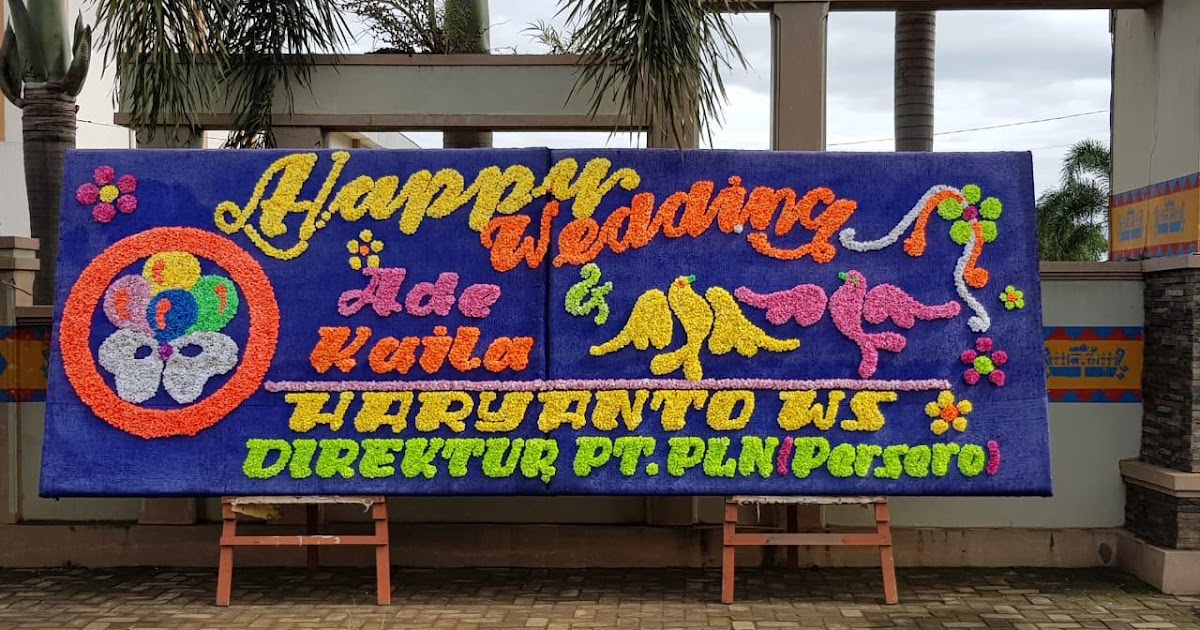 Happy Wedding
Ade &
Kaila
HARYANTO WS
DIREKTUR PT. PLN (Persero)